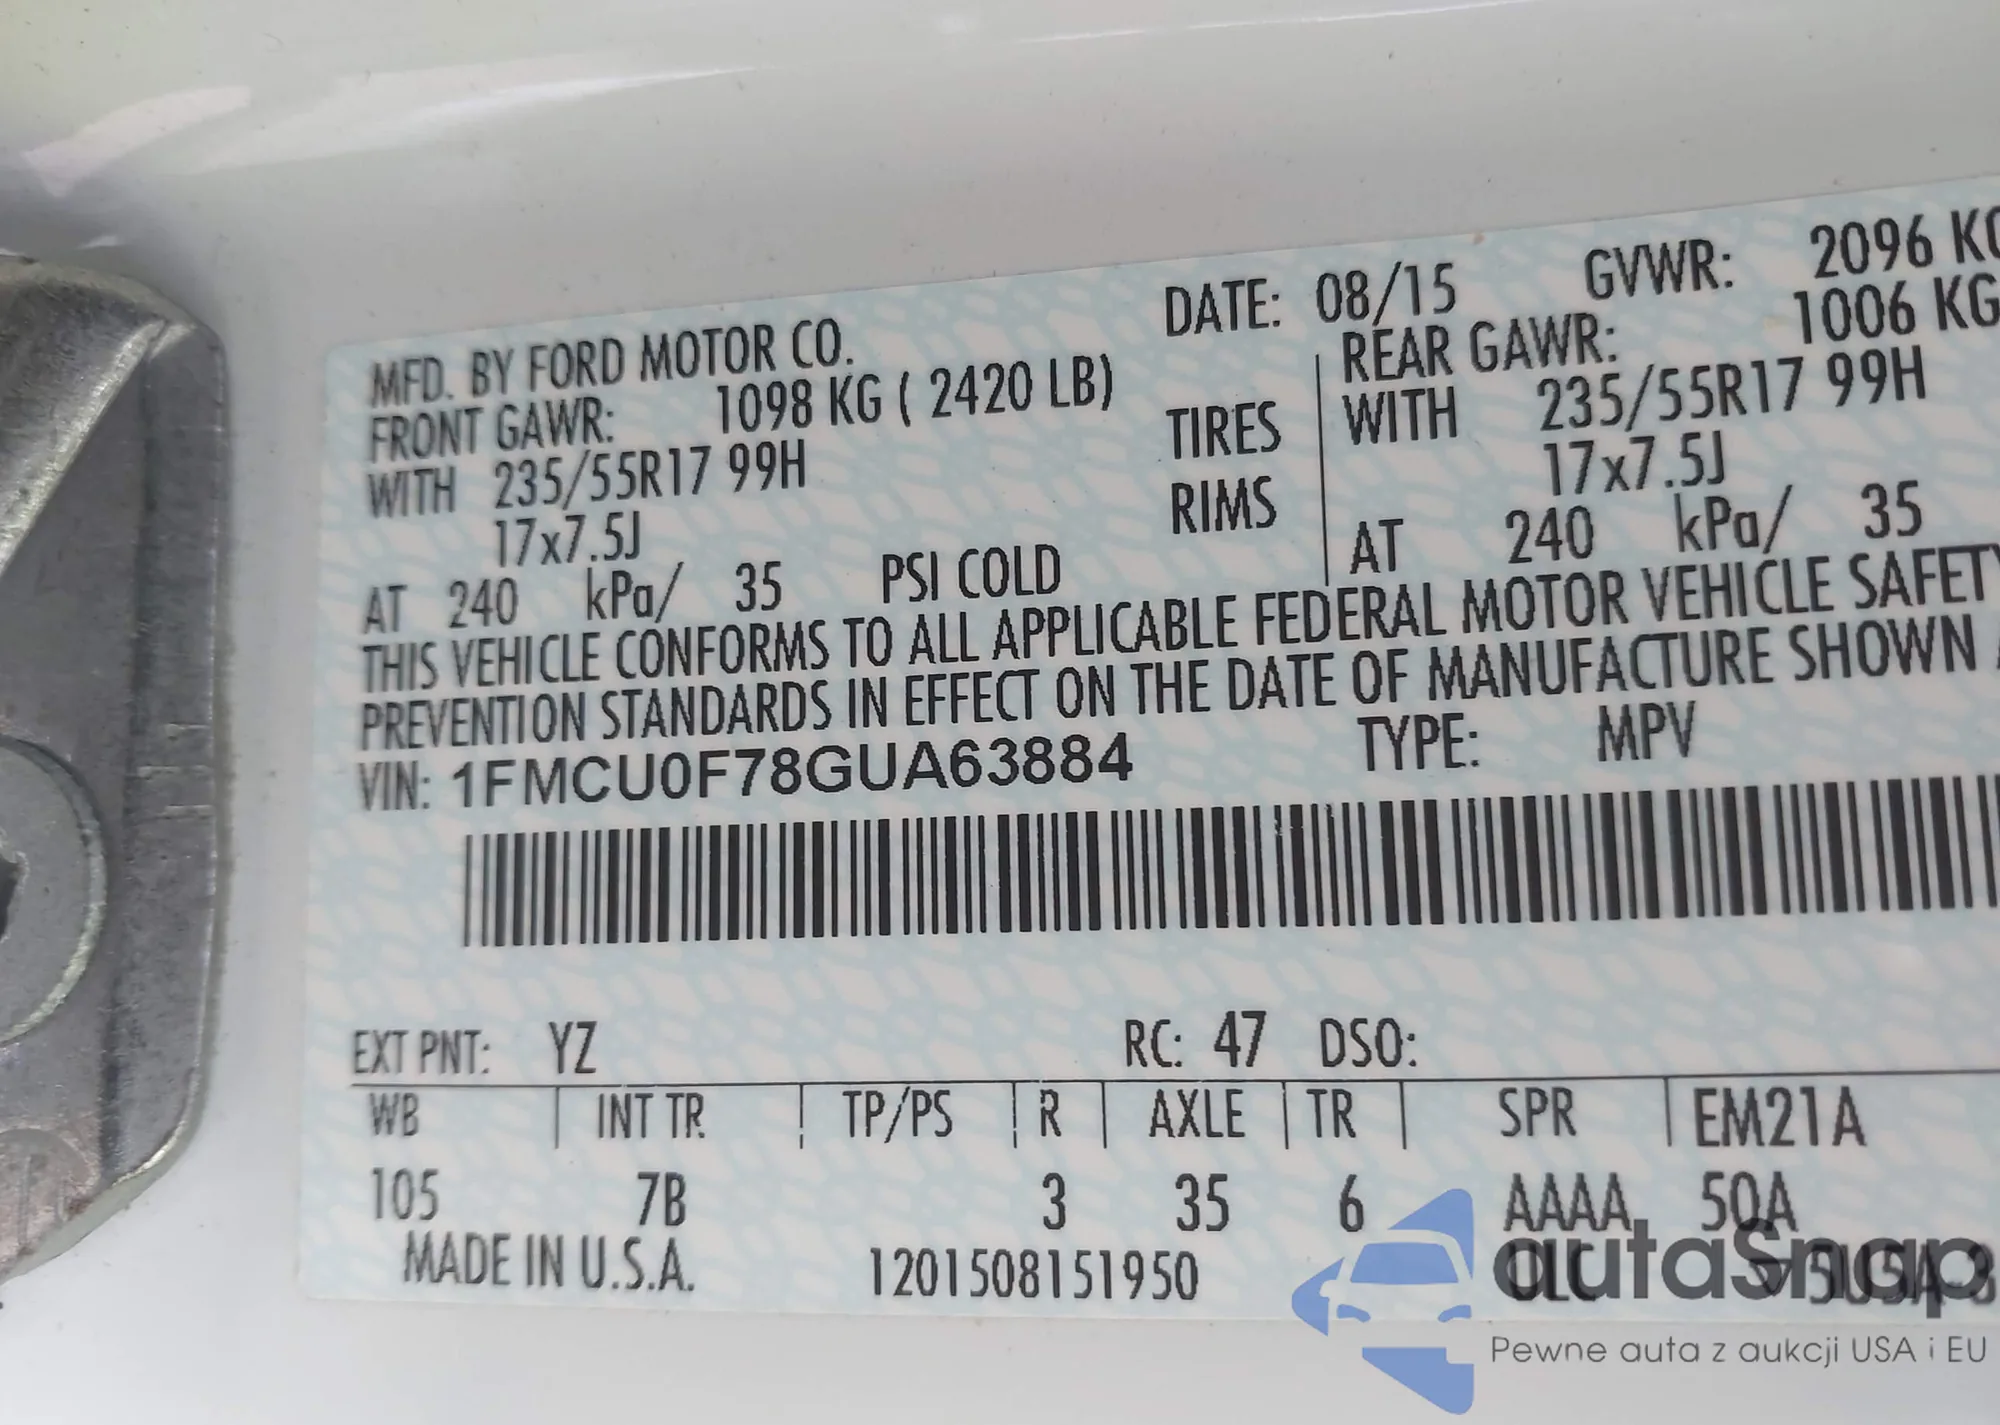 MFD. BY FORD MOTOR CO. DATE: 08/15 GVWR: 2096 KG
FRONT GAWR: 1098 KG ( 2420 LB) REAR GAWR: 1006 KG
WITH 235/55R17 99H TIRES WITH 235/55R17 99H
17x7.5J RIMS 17x7.5J
AT 240 kPa/ 35 PSI COLD AT 240 kPa/ 35
THIS VEHICLE CONFORMS TO ALL APPLICABLE FEDERAL MOTOR VEHICLE SAFETY
PREVENTION STANDARDS IN EFFECT ON THE DATE OF MANUFACTURE SHOWN
VIN: 1FMCU0F78GUA63884 TYPE: MPV
EXT PNT: YZ RC: 47 DSO:
WB INT TR TP/PS R AXLE TR SPR EM21A
105 7B 3 35 6 AAAA 50A
MADE IN U.S.A. 1201508151950
autaSnap
Pewne auta z aukcji USA i EU